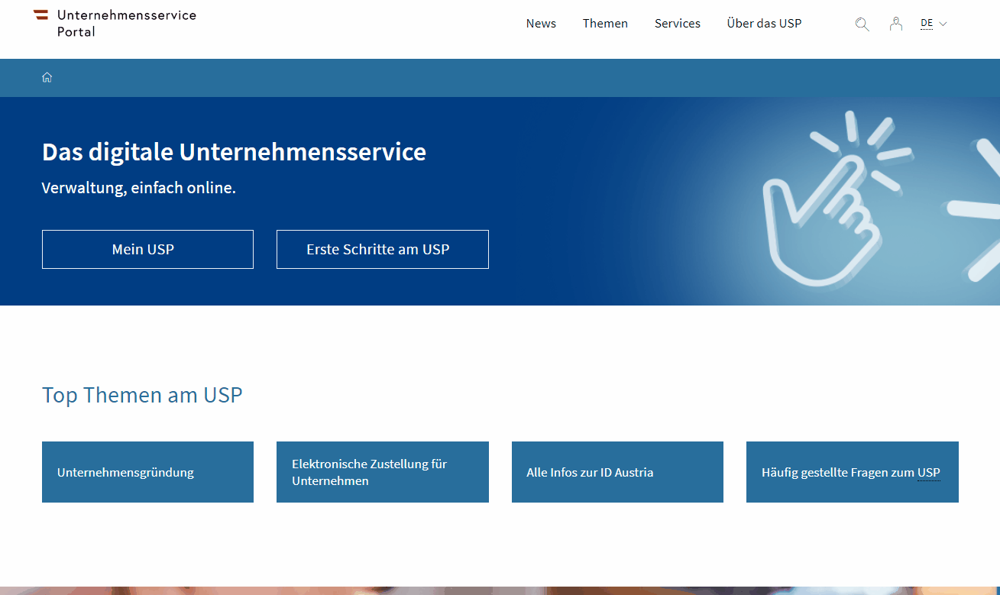 Unternehmensservice
Portal
News
Themen
Services
Über das USP
DE
Das digitale Unternehmensservice
Verwaltung, einfach online.
Mein USP
Erste Schritte am USP
Top Themen am USP
Unternehmensgründung
Elektronische Zustellung für
Unternehmen
Alle Infos zur ID Austria
Häufig gestellte Fragen zum USP